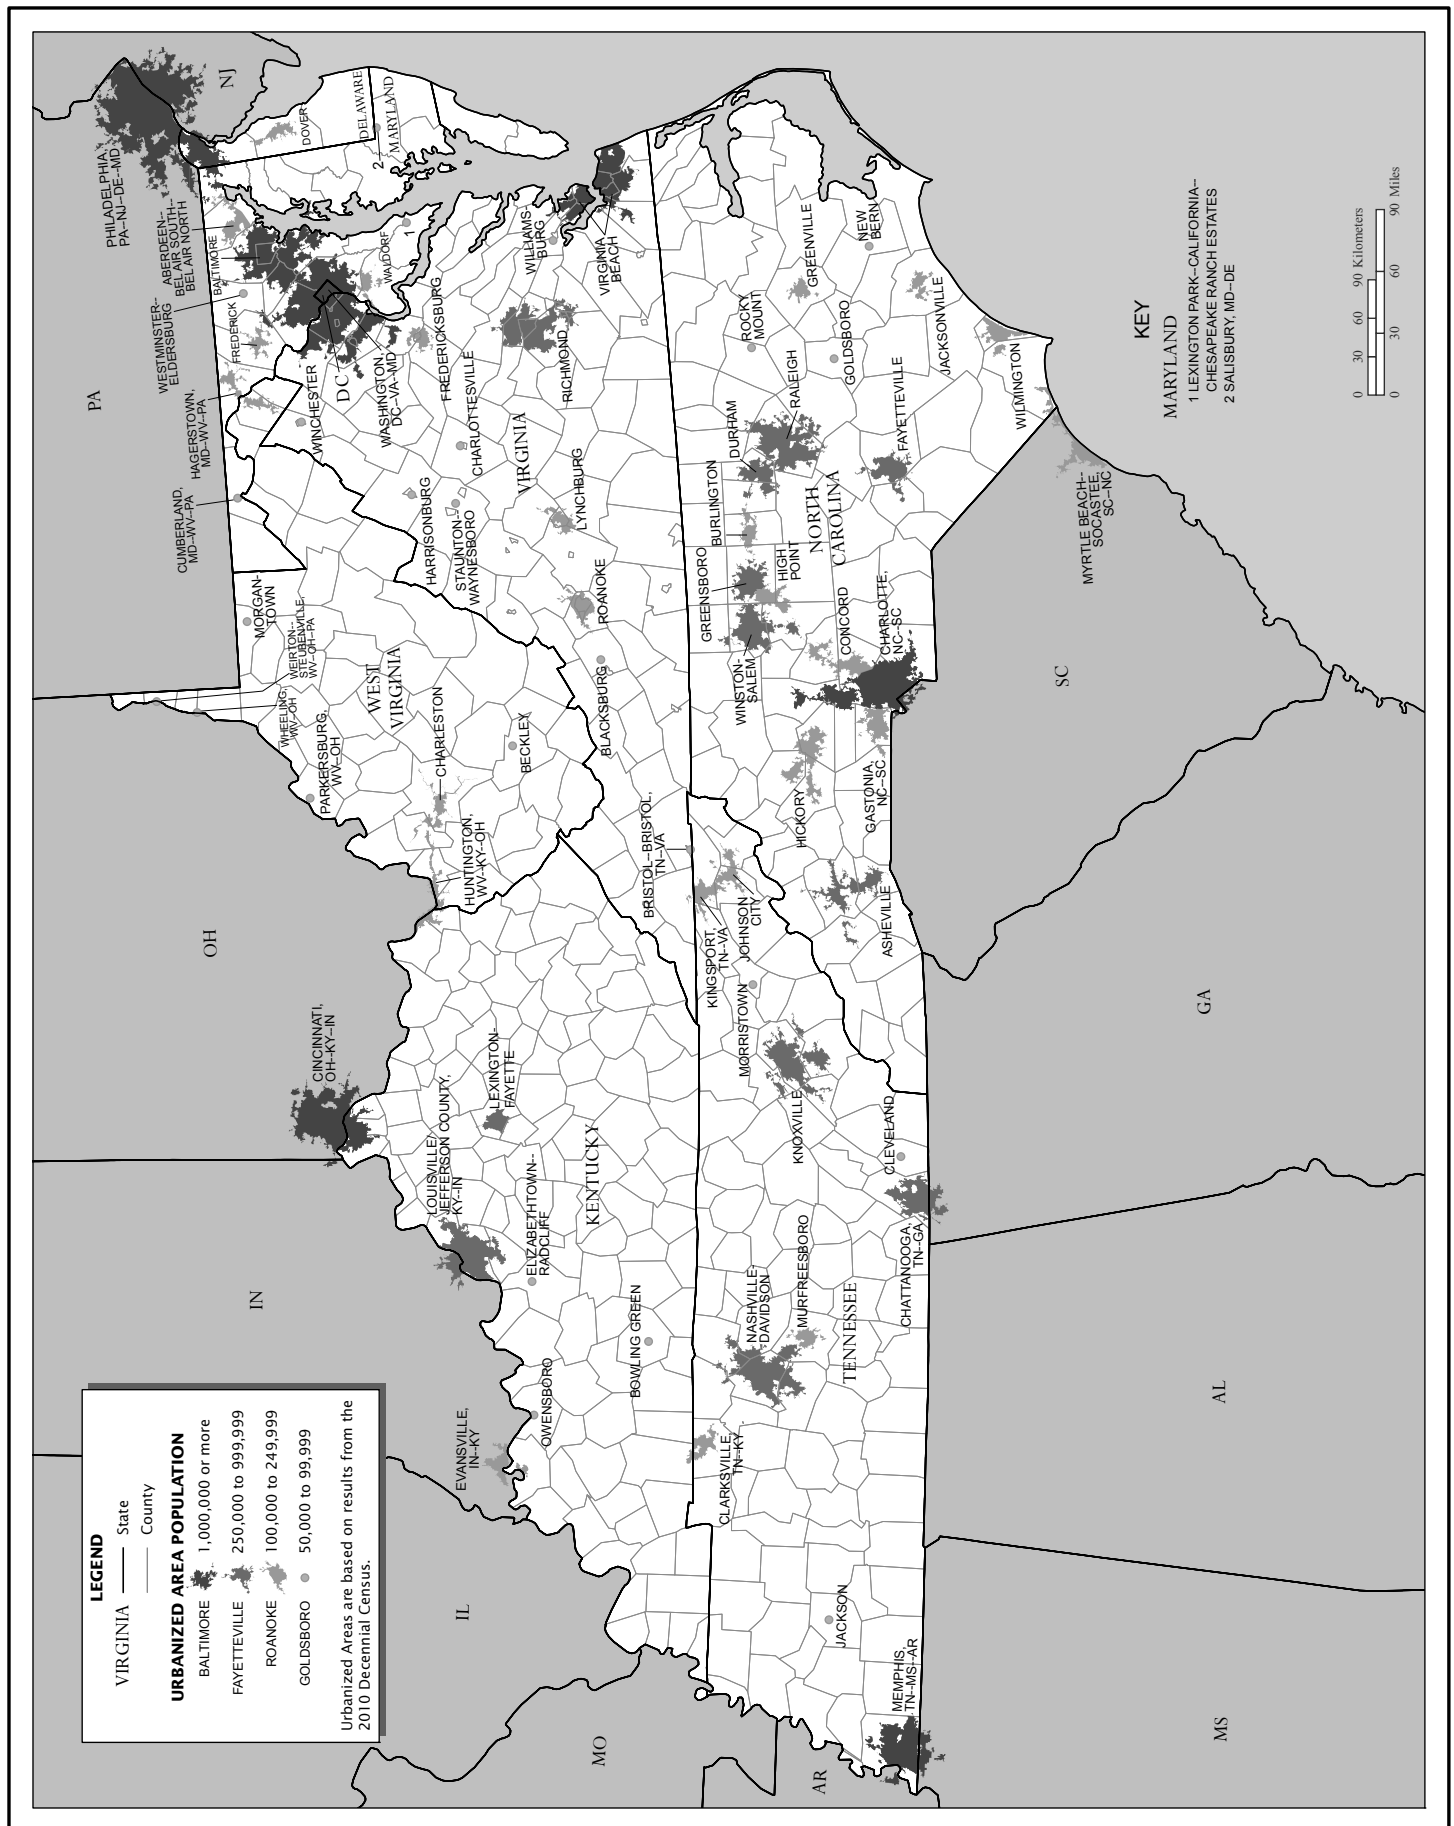 LEGEND
VIRGINIA
State
County
URBANIZED AREA POPULATION
BALTIMORE
1,000,000 or more
FAYETTEVILLE
250,000 to 999,999
ROANOKE
100,000 to 249,999
GOLDSBORO
50,000 to 99,999
Urbanized Areas are based on results from the
2010 Decennial Census.
IL
IN
OH
PA
NJ
MO
AR
MS
AL
GA
SC
EVANSVILLE,
IN--KY
OWENSBORO
BOWLING GREEN
LOUISVILLE/
JEFFERSON COUNTY,
KY--IN
ELIZABETHTOWN--
RADCLIFF
KENTUCKY
LEXINGTON-
FAYETTE
CINCINNATI,
OH--KY--IN
HUNTINGTON,
WV--KY--OH
CHARLESTON
PARKERSBURG,
WV--OH
WHEELING,
WV--OH
WEIRTON--
STEUBENVILLE,
WV--OH--PA
MORGAN-
TOWN
WEST
VIRGINIA
BECKLEY
CUMBERLAND,
MD--WV--PA
HAGERSTOWN,
MD--WV--PA
FREDERICK
WESTMINSTER--
ELDERSBURG
BALTIMORE
ABERDEEN--
BEL AIR SOUTH--
BEL AIR NORTH
PHILADELPHIA,
PA--NJ--DE--MD
DOVER
DELAWARE
MARYLAND
2
1
WALDORF
WINCHESTER
DC
WASHINGTON,
DC--VA--MD
FREDERICKSBURG
CHARLOTTESVILLE
HARRISONBURG
STAUNTON--
WAYNESBORO
VIRGINIA
WILLIAMS-
BURG
VIRGINIA
BEACH
RICHMOND
LYNCHBURG
ROANOKE
BLACKSBURG
BRISTOL--BRISTOL,
TN--VA
KINGSPORT,
TN--VA
JOHNSON
CITY
MORRISTOWN
KNOXVILLE
CLEVELAND
CHATTANOOGA,
TN--GA
MURFREESBORO
NASHVILLE-
DAVIDSON
TENNESSEE
CLARKSVILLE,
TN--KY
JACKSON
MEMPHIS,
TN--MS--AR
ASHEVILLE
HICKORY
GASTONIA,
NC--SC
CHARLOTTE,
NC--SC
CONCORD
WINSTON-
SALEM
GREENSBORO
HIGH
POINT
BURLINGTON
NORTH
CAROLINA
DURHAM
RALEIGH
ROCKY
MOUNT
GREENVILLE
GOLDSBORO
NEW
BERN
FAYETTEVILLE
JACKSONVILLE
WILMINGTON
MYRTLE BEACH--
SOCASTEE,
SC--NC
KEY
MARYLAND
1 LEXINGTON PARK--CALIFORNIA--
CHESAPEAKE RANCH ESTATES
2 SALISBURY, MD--DE
0 30 60 90 Kilometers
0 30 60 90 Miles